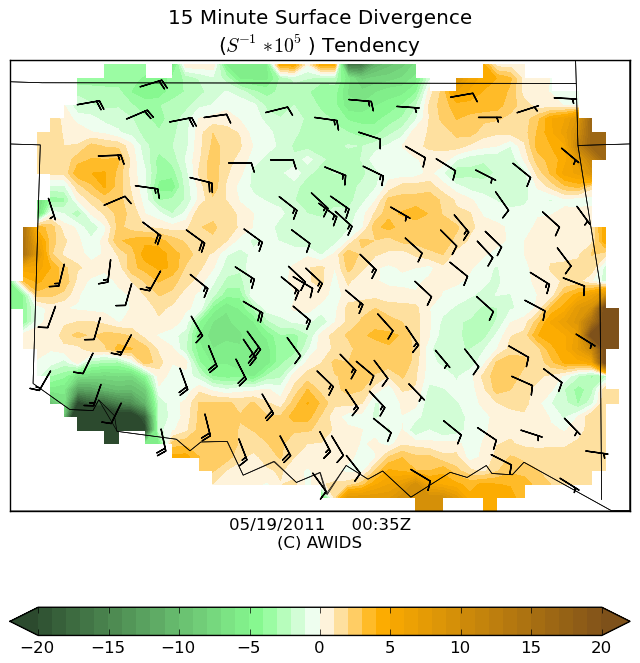 15 Minute Surface Divergence
(S⁻¹ * 10⁵ ) Tendency
05/19/2011 00:35Z
(C) AWIDS
−20 −15 −10 −5 0 5 10 15 20